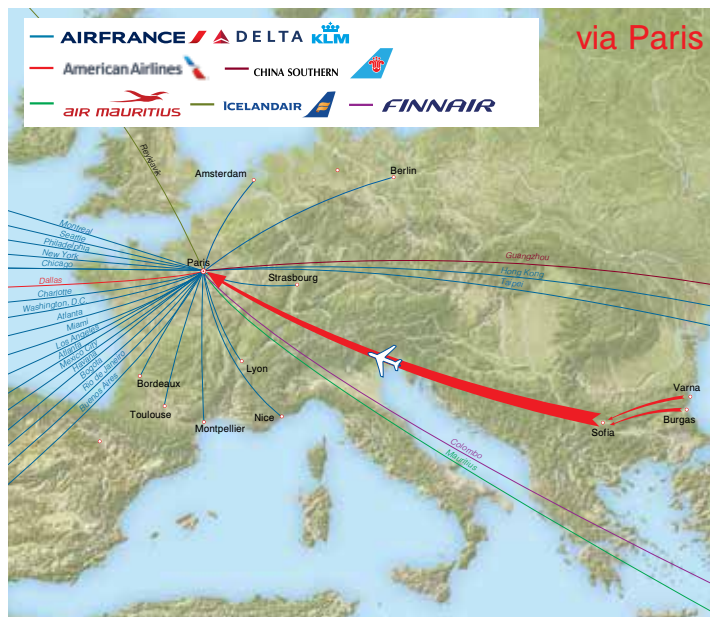 via Paris
AIRFRANCE DELTA KLM
American Airlines CHINA SOUTHERN
AIR MAURITIUS ICELANDAIR FINNAIR
Reykjavik
Amsterdam
Berlin
Montreal
Seattle
Philadelphia
New York
Chicago
Paris
Guangzhou
Hong Kong
Taipei
Strasbourg
Dallas
Charlotte
Washington, D.C.
Atlanta
Miami
Los Angeles
Atlanta
Mexico City
Havana
Bogota
Rio de Janeiro
Buenos Aires
Lyon
Bordeaux
Toulouse
Montpellier
Nice
Varna
Burgas
Sofia
Colombo
Mauritius